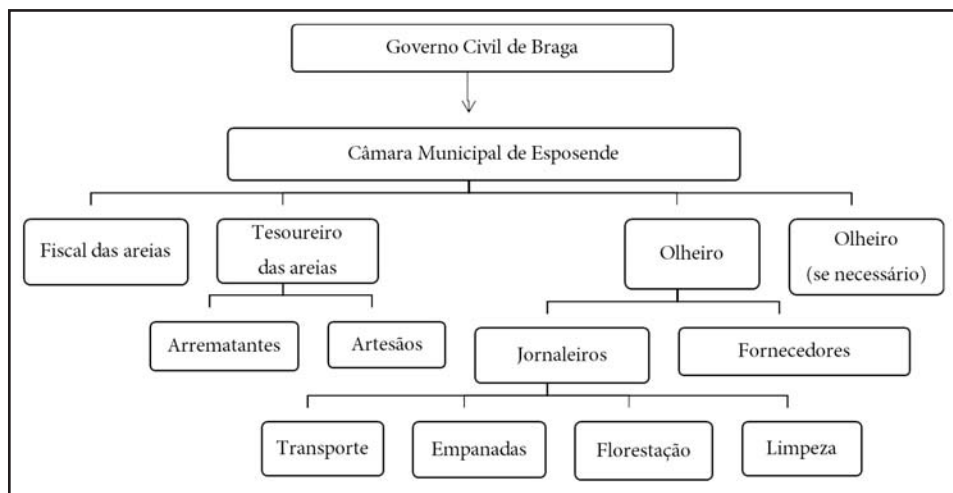 Governo Civil de Braga
Câmara Municipal de Esposende
Fiscal das areias
Tesoureiro
das areias
Olheiro
Olheiro
(se necessário)
Arrematantes
Artesãos
Jornaleiros
Fornecedores
Transporte
Empanadas
Florestação
Limpeza